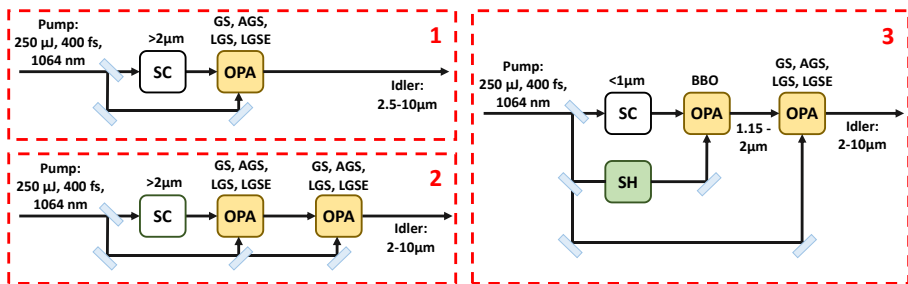 1
Pump:
250 µJ, 400 fs,
1064 nm
>2µm
SC
GS, AGS,
LGS, LGSE
OPA
Idler:
2.5-10µm
2
Pump:
250 µJ, 400 fs,
1064 nm
>2µm
SC
GS, AGS,
LGS, LGSE
OPA
GS, AGS,
LGS, LGSE
OPA
Idler:
2-10µm
3
Pump:
250 µJ, 400 fs,
1064 nm
<1µm
SC
BBO
OPA
1.15 -
2µm
GS, AGS,
LGS, LGSE
OPA
Idler:
2-10µm
SH